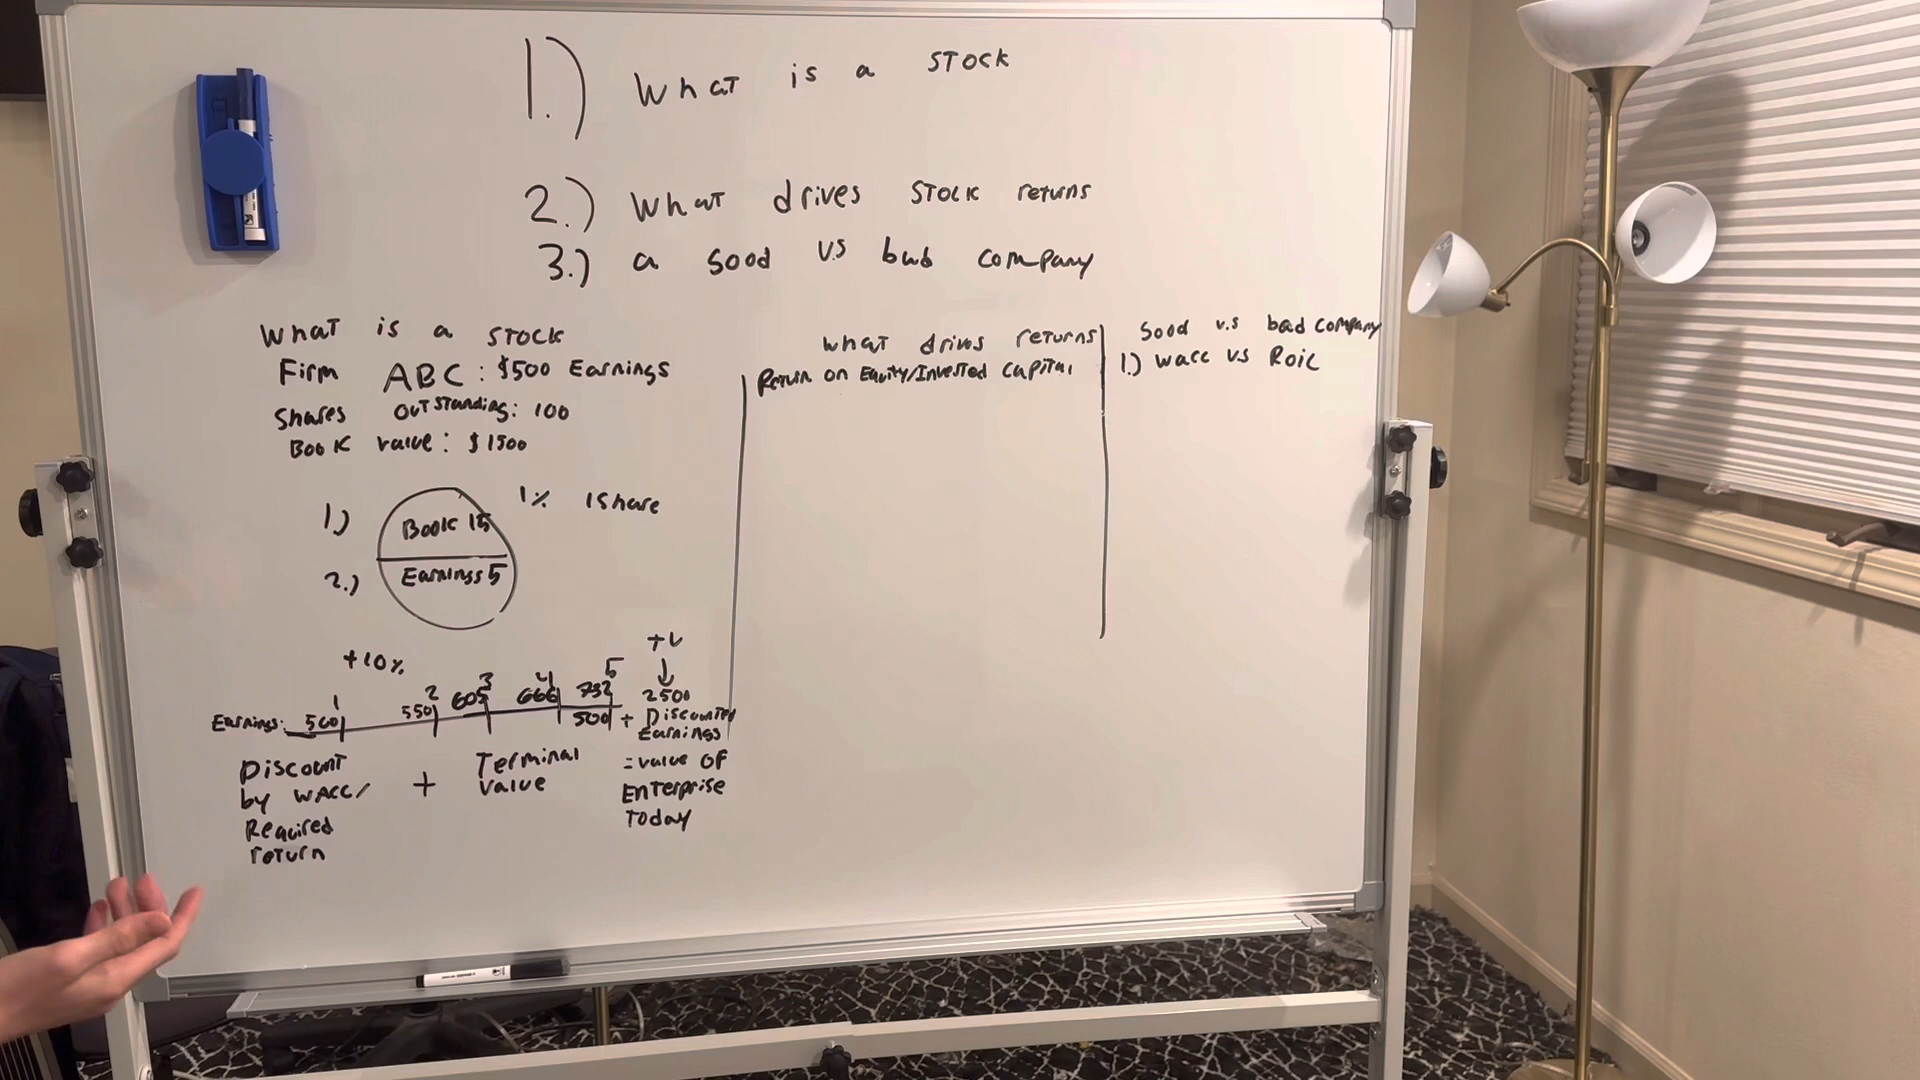 1.) What is a STOCK
2.) What drives STOCK returns
3.) a Good V.S bad company
What is a STOCK
Firm ABC: $500 Earnings
Shares OUTSTanding: 100
Book value: $1500
1) Book 15
1% 1 Share
2.) Earnings 5
+10%
TV
1 2 3 4 5
Earnings: 500 550 605 666 732 2500
500 + Discounted Earnings
Discount by WACC/ Required return
+
Terminal Value
= value OF Enterprise Today
what drives returns
Return on Equity/Invested Capital
Good v.s bad company
1.) Wacc vs Roic